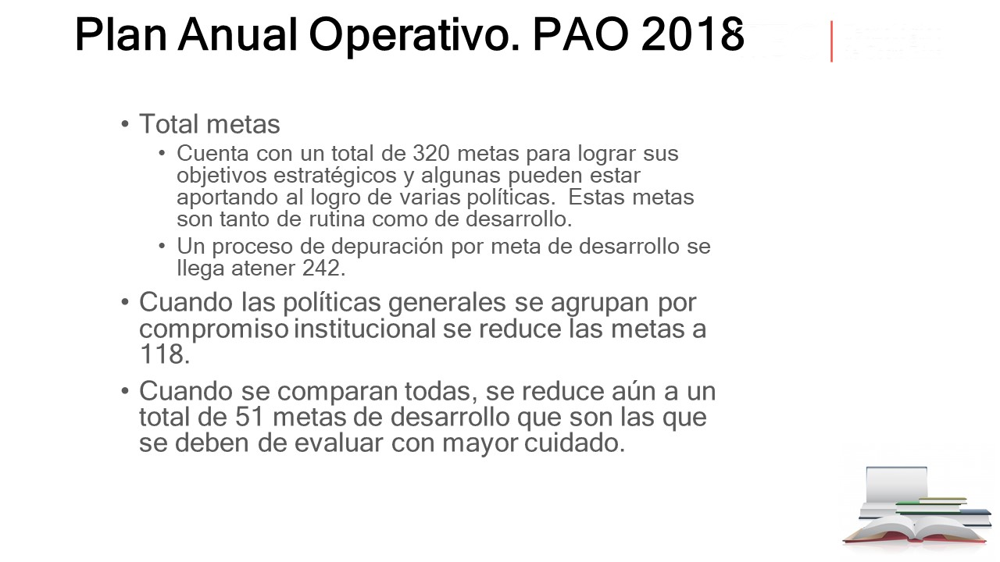 Plan Anual Operativo. PAO 2018
• Total metas
• Cuenta con un total de 320 metas para lograr sus
objetivos estratégicos y algunas pueden estar
aportando al logro de varias políticas.  Estas metas
son tanto de rutina como de desarrollo.
• Un proceso de depuración por meta de desarrollo se
llega atener 242.
• Cuando las políticas generales se agrupan por
compromiso institucional se reduce las metas a
118.
• Cuando se comparan todas, se reduce aún a un
total de 51 metas de desarrollo que son las que
se deben de evaluar con mayor cuidado.